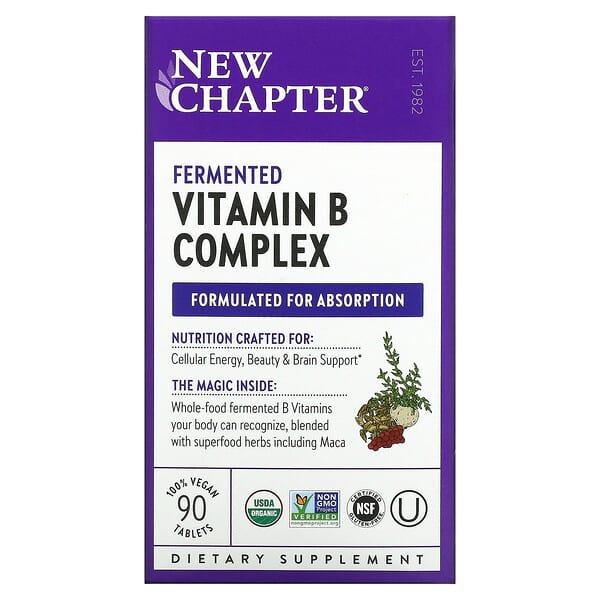 NEW
CHAPTER®
EST. 1982
FERMENTED
VITAMIN B
COMPLEX
FORMULATED FOR ABSORPTION
NUTRITION CRAFTED FOR:
Cellular Energy, Beauty & Brain Support*
THE MAGIC INSIDE:
Whole-food fermented B Vitamins
your body can recognize, blended
with superfood herbs including Maca
100% VEGAN
90
TABLETS
USDA
ORGANIC
NON
GMO
Project
VERIFIED
nongmoproject.org
CERTIFIED
NSF
GLUTEN-FREE
U
DIETARY SUPPLEMENT